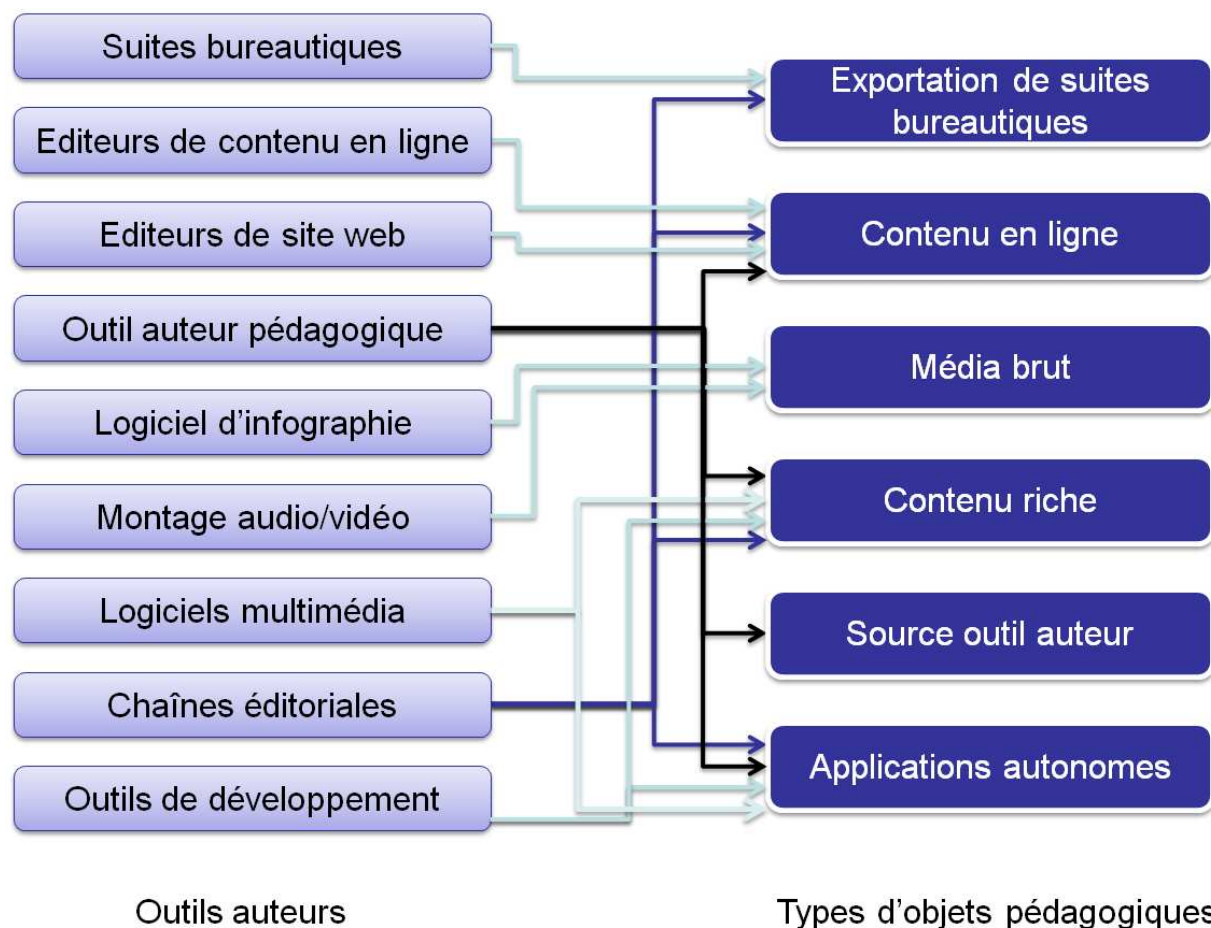 Suites bureautiques
Editeurs de contenu en ligne
Editeurs de site web
Outil auteur pédagogique
Logiciel d'infographie
Montage audio/vidéo
Logiciels multimédia
Chaînes éditoriales
Outils de développement
Outils auteurs
Exportation de suites
bureautiques
Contenu en ligne
Média brut
Contenu riche
Source outil auteur
Applications autonomes
Types d'objets pédagogiques